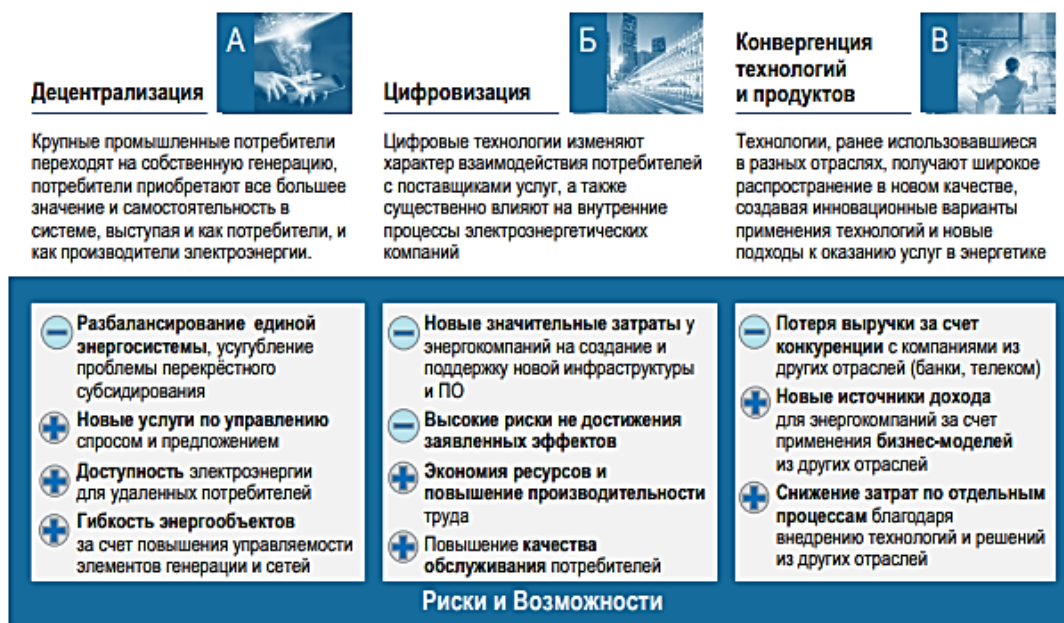 А
Децентрализация
Крупные промышленные потребители
переходят на собственную генерацию,
потребители приобретают все большее
значение и самостоятельность в
системе, выступая и как потребители, и
как производители электроэнергии.
Б
Цифровизация
Цифровые технологии изменяют
характер взаимодействия потребителей
с поставщиками услуг, а также
существенно влияют на внутренние
процессы электроэнергетических
компаний
В
Конвергенция
технологий
и продуктов
Технологии, ранее использовавшиеся
в разных отраслях, получают широкое
распространение в новом качестве,
создавая инновационные варианты
применения технологий и новые
подходы к оказанию услуг в энергетике
Разбалансирование единой
энергосистемы, усугубление
проблемы перекрёстного
субсидирования
Новые услуги по управлению
спросом и предложением
Доступность электроэнергии
для удаленных потребителей
Гибкость энергообъектов
за счет повышения управляемости
элементов генерации и сетей
Новые значительные затраты у
энергокомпаний на создание и
поддержку новой инфраструктуры
и ПО
Высокие риски не достижения
заявленных эффектов
Экономия ресурсов и
повышение производительности
труда
Повышение качества
обслуживания потребителей
Потеря выручки за счет
конкуренции с компаниями из
других отраслей (банки, телеком)
Новые источники дохода
для энергокомпаний за счет
применения бизнес-моделей
из других отраслей
Снижение затрат по отдельным
процессам благодаря
внедрению технологий и решений
из других отраслей
Риски и Возможности